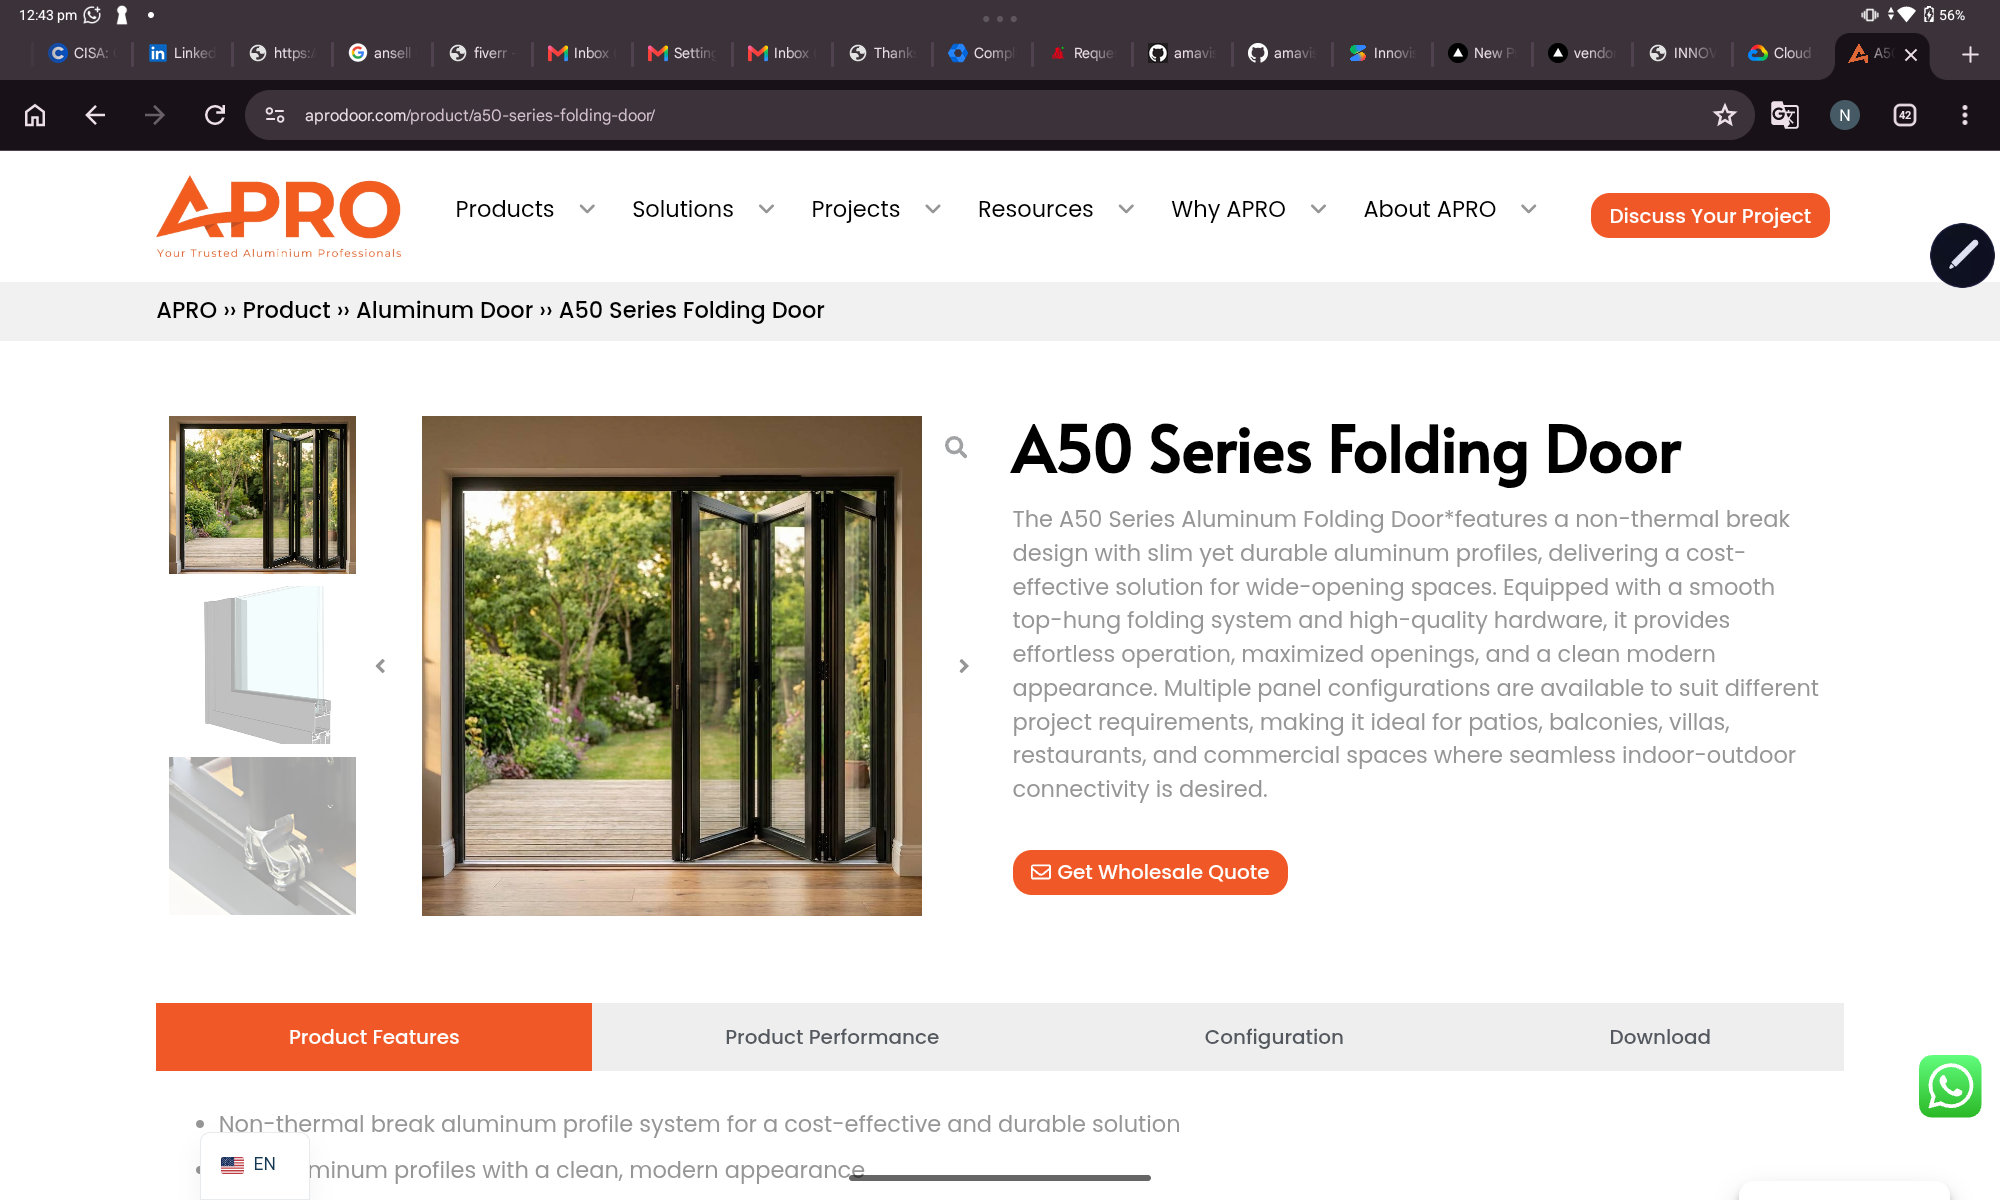 12:43 pm
56%
CISA:
Linked
https:/
ansell
fiverr
Inbox
Settin
Inbox
Thank
Compl
Reque
amavi
amavi
Innovi
New P
vendo
INNOV
Cloud
A50
aprodoor.com/product/a50-series-folding-door/
N
42
APRO
Your Trusted Aluminium Professionals
Products
Solutions
Projects
Resources
Why APRO
About APRO
Discuss Your Project
APRO ›› Product ›› Aluminum Door ›› A50 Series Folding Door
A50 Series Folding Door
The A50 Series Aluminum Folding Door*features a non-thermal break
design with slim yet durable aluminum profiles, delivering a cost-
effective solution for wide-opening spaces. Equipped with a smooth
top-hung folding system and high-quality hardware, it provides
effortless operation, maximized openings, and a clean modern
appearance. Multiple panel configurations are available to suit different
project requirements, making it ideal for patios, balconies, villas,
restaurants, and commercial spaces where seamless indoor-outdoor
connectivity is desired.
Get Wholesale Quote
Product Features
Product Performance
Configuration
Download
Non-thermal break aluminum profile system for a cost-effective and durable solution
minum profiles with a clean, modern appearance
EN